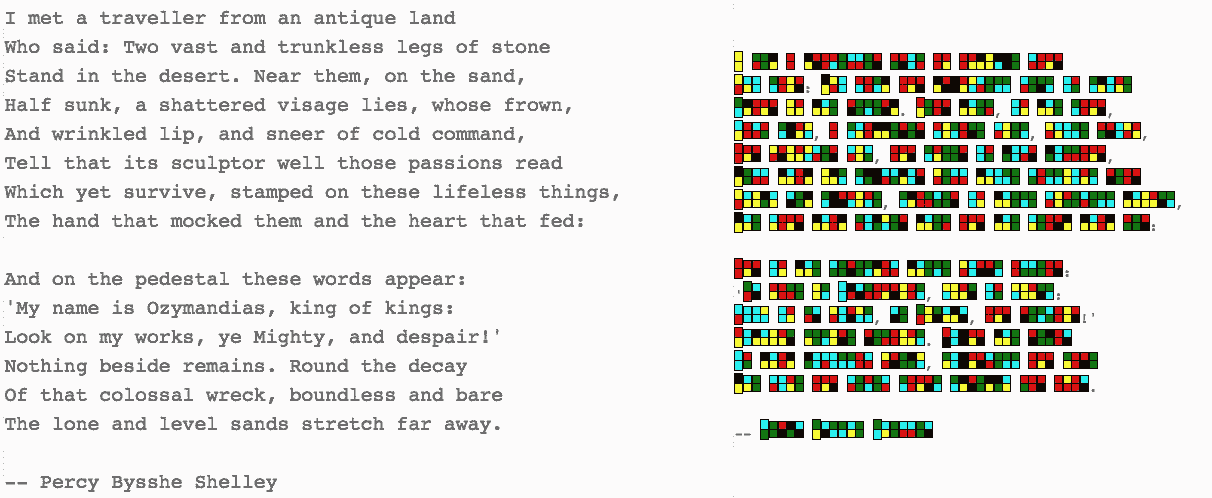 I met a traveller from an antique land
Who said: Two vast and trunkless legs of stone
Stand in the desert. Near them, on the sand,
Half sunk, a shattered visage lies, whose frown,
And wrinkled lip, and sneer of cold command,
Tell that its sculptor well those passions read
Which yet survive, stamped on these lifeless things,
The hand that mocked them and the heart that fed:
And on the pedestal these words appear:
'My name is Ozymandias, king of kings:
Look on my works, ye Mighty, and despair!'
Nothing beside remains. Round the decay
Of that colossal wreck, boundless and bare
The lone and level sands stretch far away.
-- Percy Bysshe Shelley